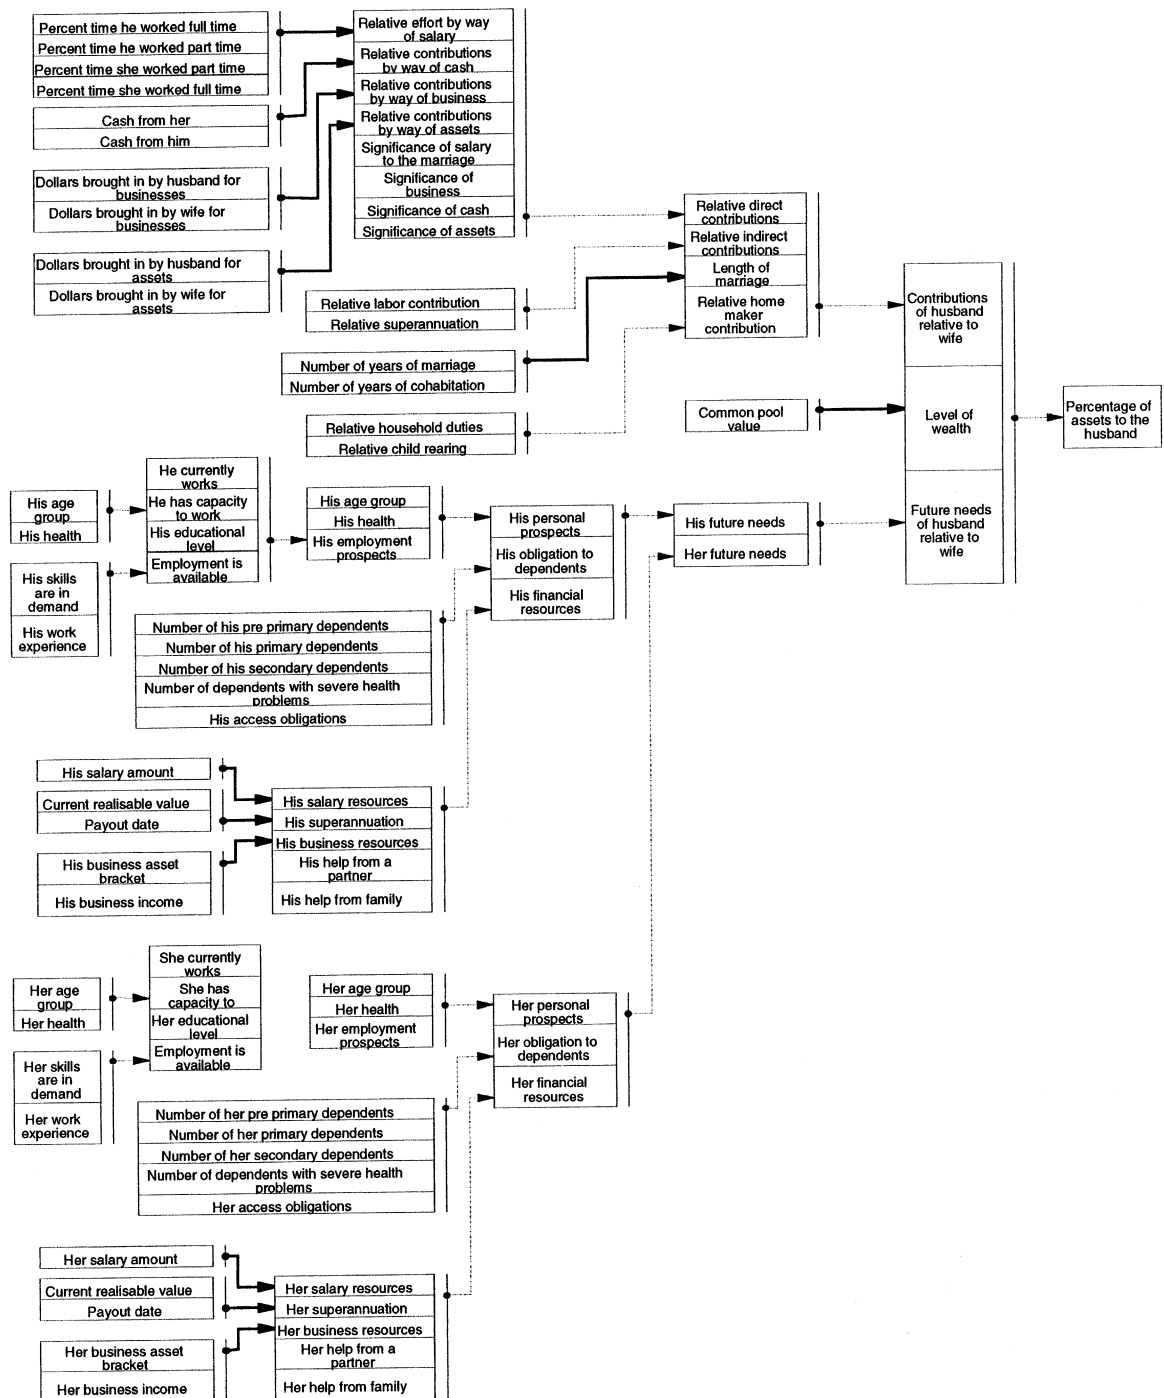 Percent time he worked full time
Percent time he worked part time
Percent time she worked part time
Percent time she worked full time
Cash from her
Cash from him
Dollars brought in by husband for
businesses
Dollars brought in by wife for
businesses
Dollars brought in by husband for
assets
Dollars brought in by wife for
assets
Relative effort by way
of salary
Relative contributions
by way of cash
Relative contributions
by way of business
Relative contributions
by way of assets
Significance of salary
to the marriage
Significance of
business
Significance of cash
Significance of assets
Relative labor contribution
Relative superannuation
Number of years of marriage
Number of years of cohabitation
Relative household duties
Relative child rearing
Relative direct
contributions
Relative indirect
contributions
Length of
marriage
Relative home
maker
contribution
Common pool
value
Contributions
of husband
relative to
wife
Level of
wealth
Future needs
of husband
relative to
wife
Percentage of
assets to the
husband
His age
group
His health
His skills
are in
demand
His work
experience
He currently
works
He has capacity
to work
His educational
level
Employment is
available
His age group
His health
His employment
prospects
His personal
prospects
His obligation to
dependents
His financial
resources
His future needs
Her future needs
Number of his pre primary dependents
Number of his primary dependents
Number of his secondary dependents
Number of dependents with severe health
problems
His access obligations
His salary amount
Current realisable value
Payout date
His business asset
bracket
His business income
His salary resources
His superannuation
His business resources
His help from a
partner
His help from family
Her age
group
Her health
Her skills
are in
demand
Her work
experience
She currently
works
She has
capacity to
Her educational
level
Employment is
available
Her age group
Her health
Her employment
prospects
Her personal
prospects
Her obligation to
dependents
Her financial
resources
Number of her pre primary dependents
Number of her primary dependents
Number of her secondary dependents
Number of dependents with severe health
problems
Her access obligations
Her salary amount
Current realisable value
Payout date
Her business asset
bracket
Her business income
Her salary resources
Her superannuation
Her business resources
Her help from a
partner
Her help from family